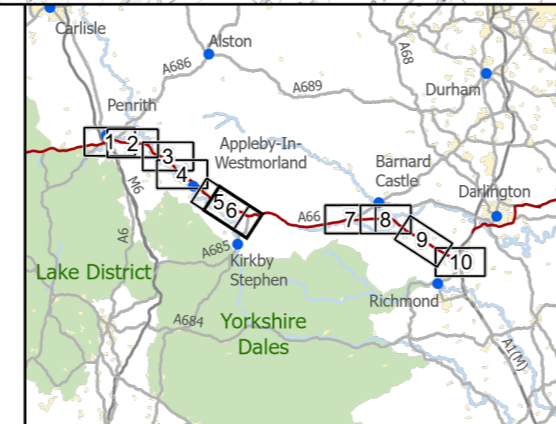 Carlisle
Alston
A686
A68
A689
Durham
Penrith
Appleby-In-
Westmorland
Barnard
Castle
Darlington
1
2
3
4
5
6
A66
7
8
9
10
M6
A6
A685
Kirkby
Stephen
Lake District
Richmond
A684
Yorkshire
Dales
A1(M)